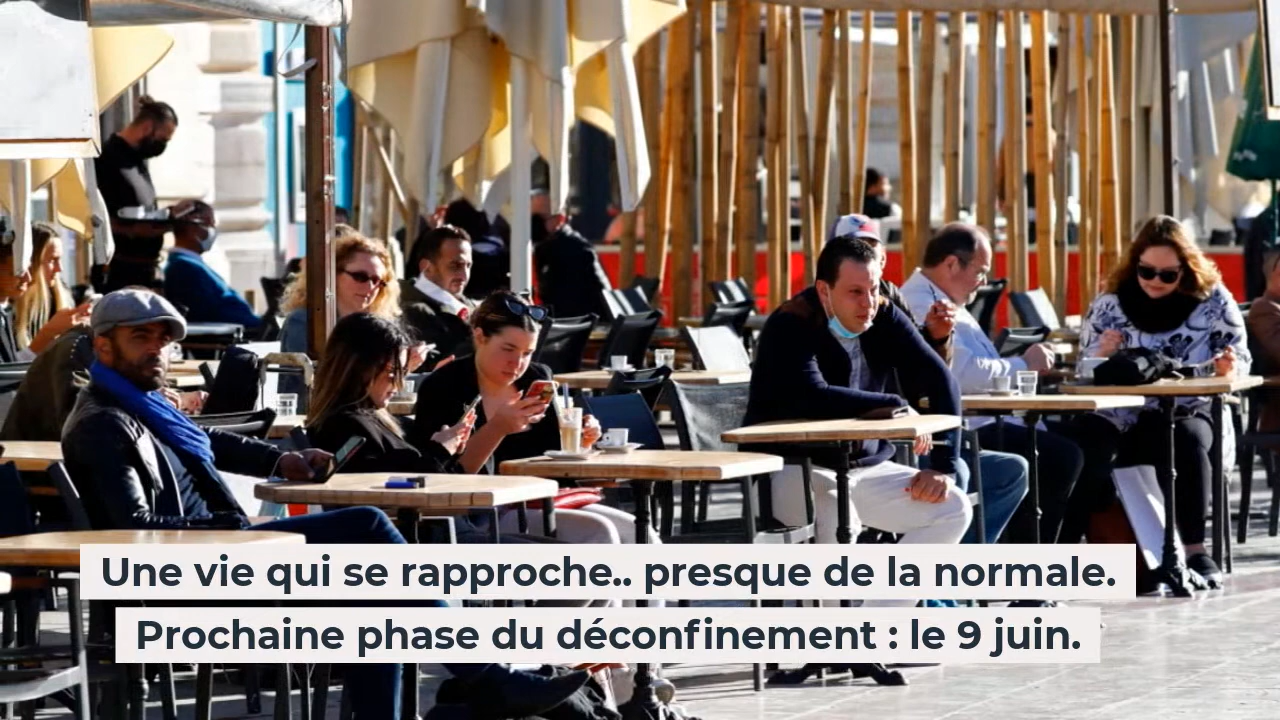 Une vie qui se rapproche.. presque de la normale.
Prochaine phase du déconfinement : le 9 juin.